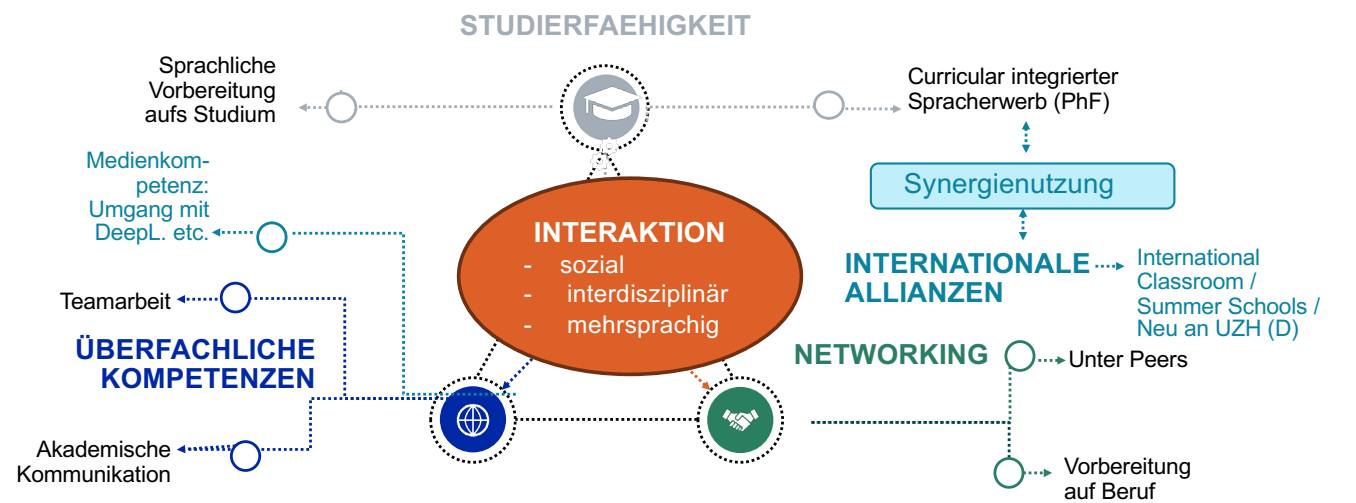 STUDIERFAEHIGKEIT
Sprachliche
Vorbereitung
aufs Studium
Curricular integrierter
Spracherwerb (PhF)
Medienkom-
petenz:
Umgang mit
DeepL. etc.
Synergienutzung
INTERAKTION
- sozial
- interdisziplinär
- mehrsprachig
INTERNATIONALE
ALLIANZEN
International
Classroom /
Summer Schools /
Neu an UZH (D)
Teamarbeit
ÜBERFACHLICHE
KOMPETENZEN
NETWORKING
Unter Peers
Akademische
Kommunikation
Vorbereitung
auf Beruf